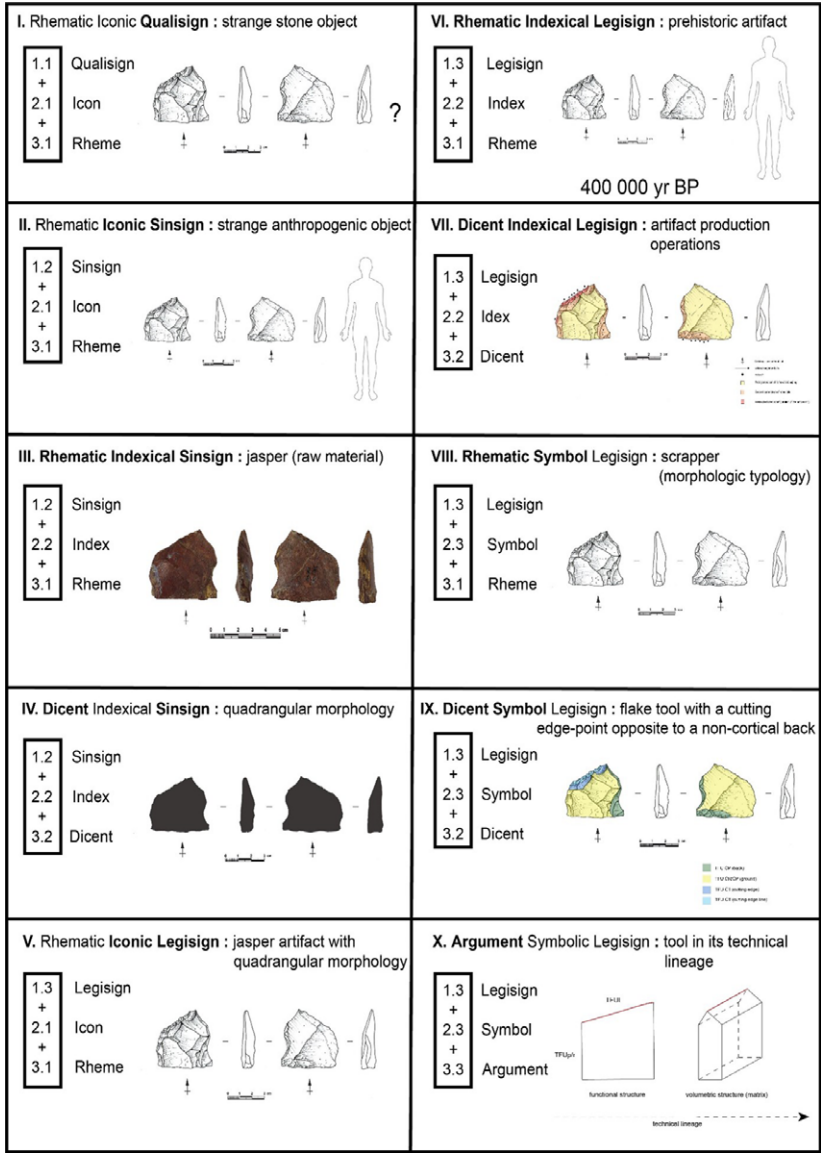 I. Rhematic Iconic Qualisign : strange stone object
1.1 Qualisign
+
2.1 Icon
+
3.1 Rheme
?
II. Rhematic Iconic Sinsign : strange anthropogenic object
1.2 Sinsign
+
2.1 Icon
+
3.1 Rheme
III. Rhematic Indexical Sinsign : jasper (raw material)
1.2 Sinsign
+
2.2 Index
+
3.1 Rheme
IV. Dicent Indexical Sinsign : quadrangular morphology
1.2 Sinsign
+
2.2 Index
+
3.2 Dicent
V. Rhematic Iconic Legisign : jasper artifact with
quadrangular morphology
1.3 Legisign
+
2.1 Icon
+
3.1 Rheme
VI. Rhematic Indexical Legisign : prehistoric artifact
1.3 Legisign
+
2.2 Index
+
3.1 Rheme
400 000 yr BP
VII. Dicent Indexical Legisign : artifact production
operations
1.3 Legisign
+
2.2 Idex
+
3.2 Dicent
VIII. Rhematic Symbol Legisign : scrapper
(morphologic typology)
1.3 Legisign
+
2.3 Symbol
+
3.1 Rheme
IX. Dicent Symbol Legisign : flake tool with a cutting
edge-point opposite to a non-cortical back
1.3 Legisign
+
2.3 Symbol
+
3.2 Dicent
X. Argument Symbolic Legisign : tool in its technical
lineage
1.3 Legisign
+
2.3 Symbol
+
3.3 Argument
functional structure
volumetric structure (matrix)
technical lineage